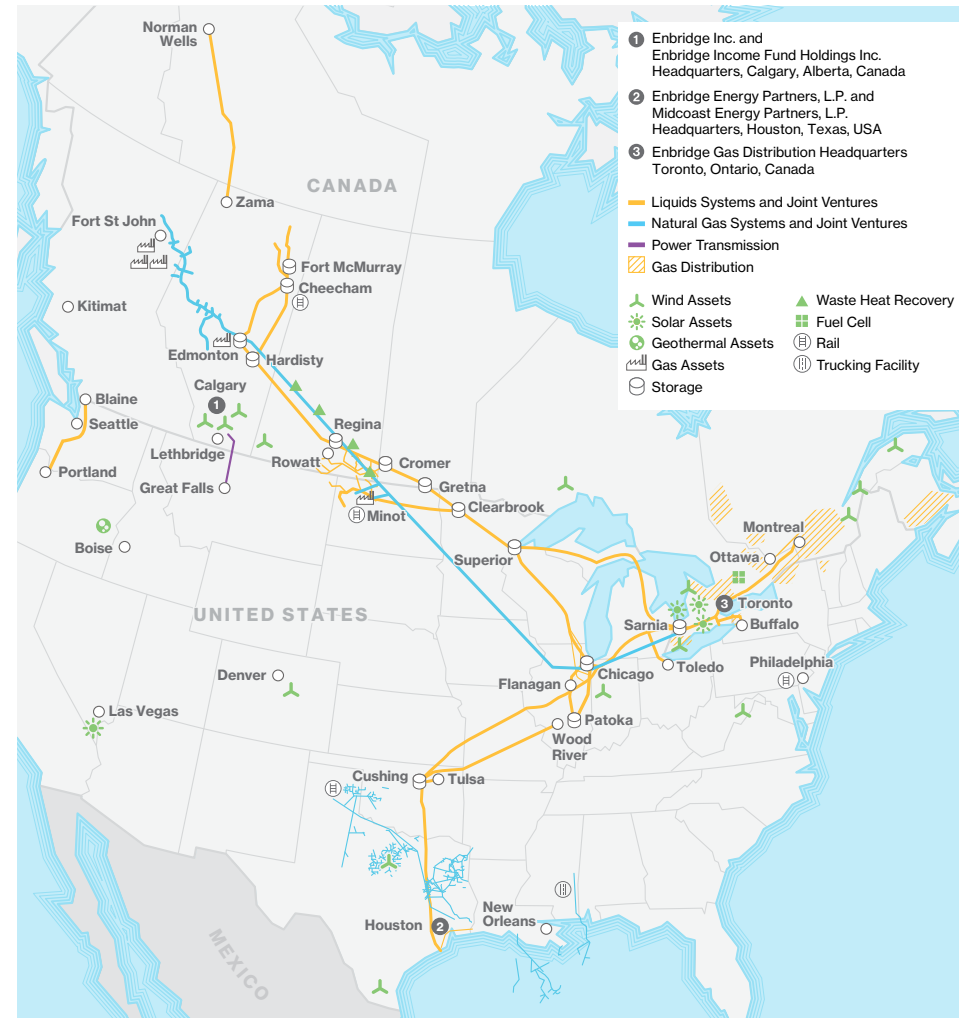 Norman
Wells
CANADA
Zama
Fort St John
Fort McMurray
Cheecham
Kitimat
Edmonton
Hardisty
Calgary
1
Blaine
Seattle
Regina
Lethbridge
Rowatt
Cromer
Portland
Great Falls
Gretna
Minot
Clearbrook
Montreal
Boise
Superior
Ottawa
UNITED STATES
3 Toronto
Sarnia
Buffalo
Denver
Chicago
Toledo
Philadelphia
Flanagan
Las Vegas
Patoka
Wood
River
Cushing
Tulsa
New
Orleans
Houston
2
MEXICO
1 Enbridge Inc. and
Enbridge Income Fund Holdings Inc.
Headquarters, Calgary, Alberta, Canada
2 Enbridge Energy Partners, L.P. and
Midcoast Energy Partners, L.P.
Headquarters, Houston, Texas, USA
3 Enbridge Gas Distribution Headquarters
Toronto, Ontario, Canada
Liquids Systems and Joint Ventures
Natural Gas Systems and Joint Ventures
Power Transmission
Gas Distribution
Wind Assets
Solar Assets
Geothermal Assets
Gas Assets
Storage
Waste Heat Recovery
Fuel Cell
Rail
Trucking Facility